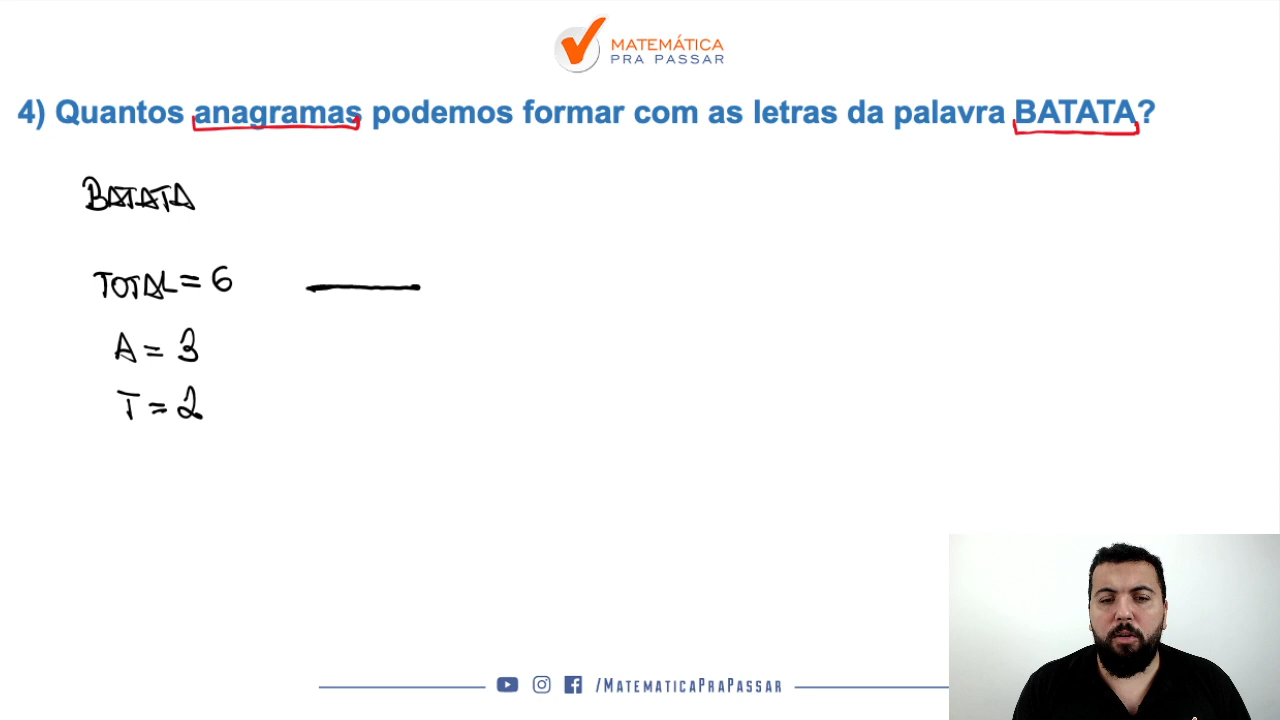 MATEMÁTICA
PRA PASSAR
4) Quantos anagramas podemos formar com as letras da palavra BATATA?
BATATA
TOTAL = 6
A = 3
T = 2
/MATEMATICAPRAPASSAR